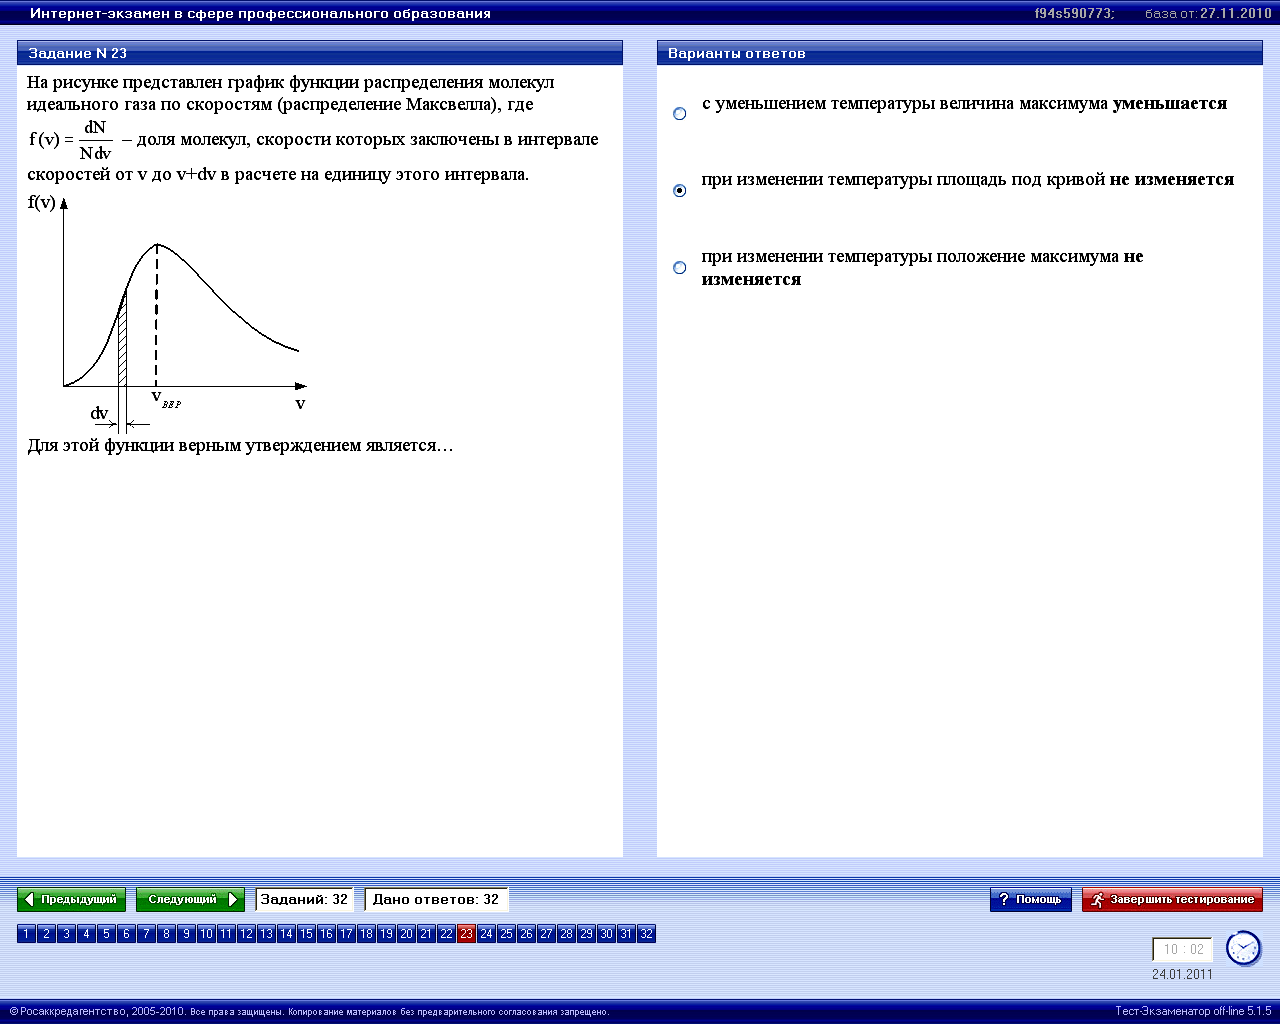 Интернет-экзамен в сфере профессионального образования
f94s590773; база от: 27.11.2010
Задание N 23
На рисунке представлен график функции распределения молекул
идеального газа по скоростям (распределение Максвелла), где
f (v) = dN / Ndv – доля молекул, скорости которых заключены в интервале
скоростей от v до v+dv в расчете на единицу этого интервала.
f(v)
v ВЕР
v
dv
Для этой функции верным утверждением является…
Варианты ответов
с уменьшением температуры величина максимума уменьшается
при изменении температуры площадь под кривой не изменяется
при изменении температуры положение максимума не
изменяется
Предыдущий Следующий Заданий: 32 Дано ответов: 32
? Помощь Завершить тестирование
1 2 3 4 5 6 7 8 9 10 11 12 13 14 15 16 17 18 19 20 21 22 23 24 25 26 27 28 29 30 31 32
10 : 02
24.01.2011
© Росаккредагентство, 2005-2010. Все права защищены. Копирование материалов без предварительного согласования запрещено.
Тест-Экзаменатор off-line 5.1.5